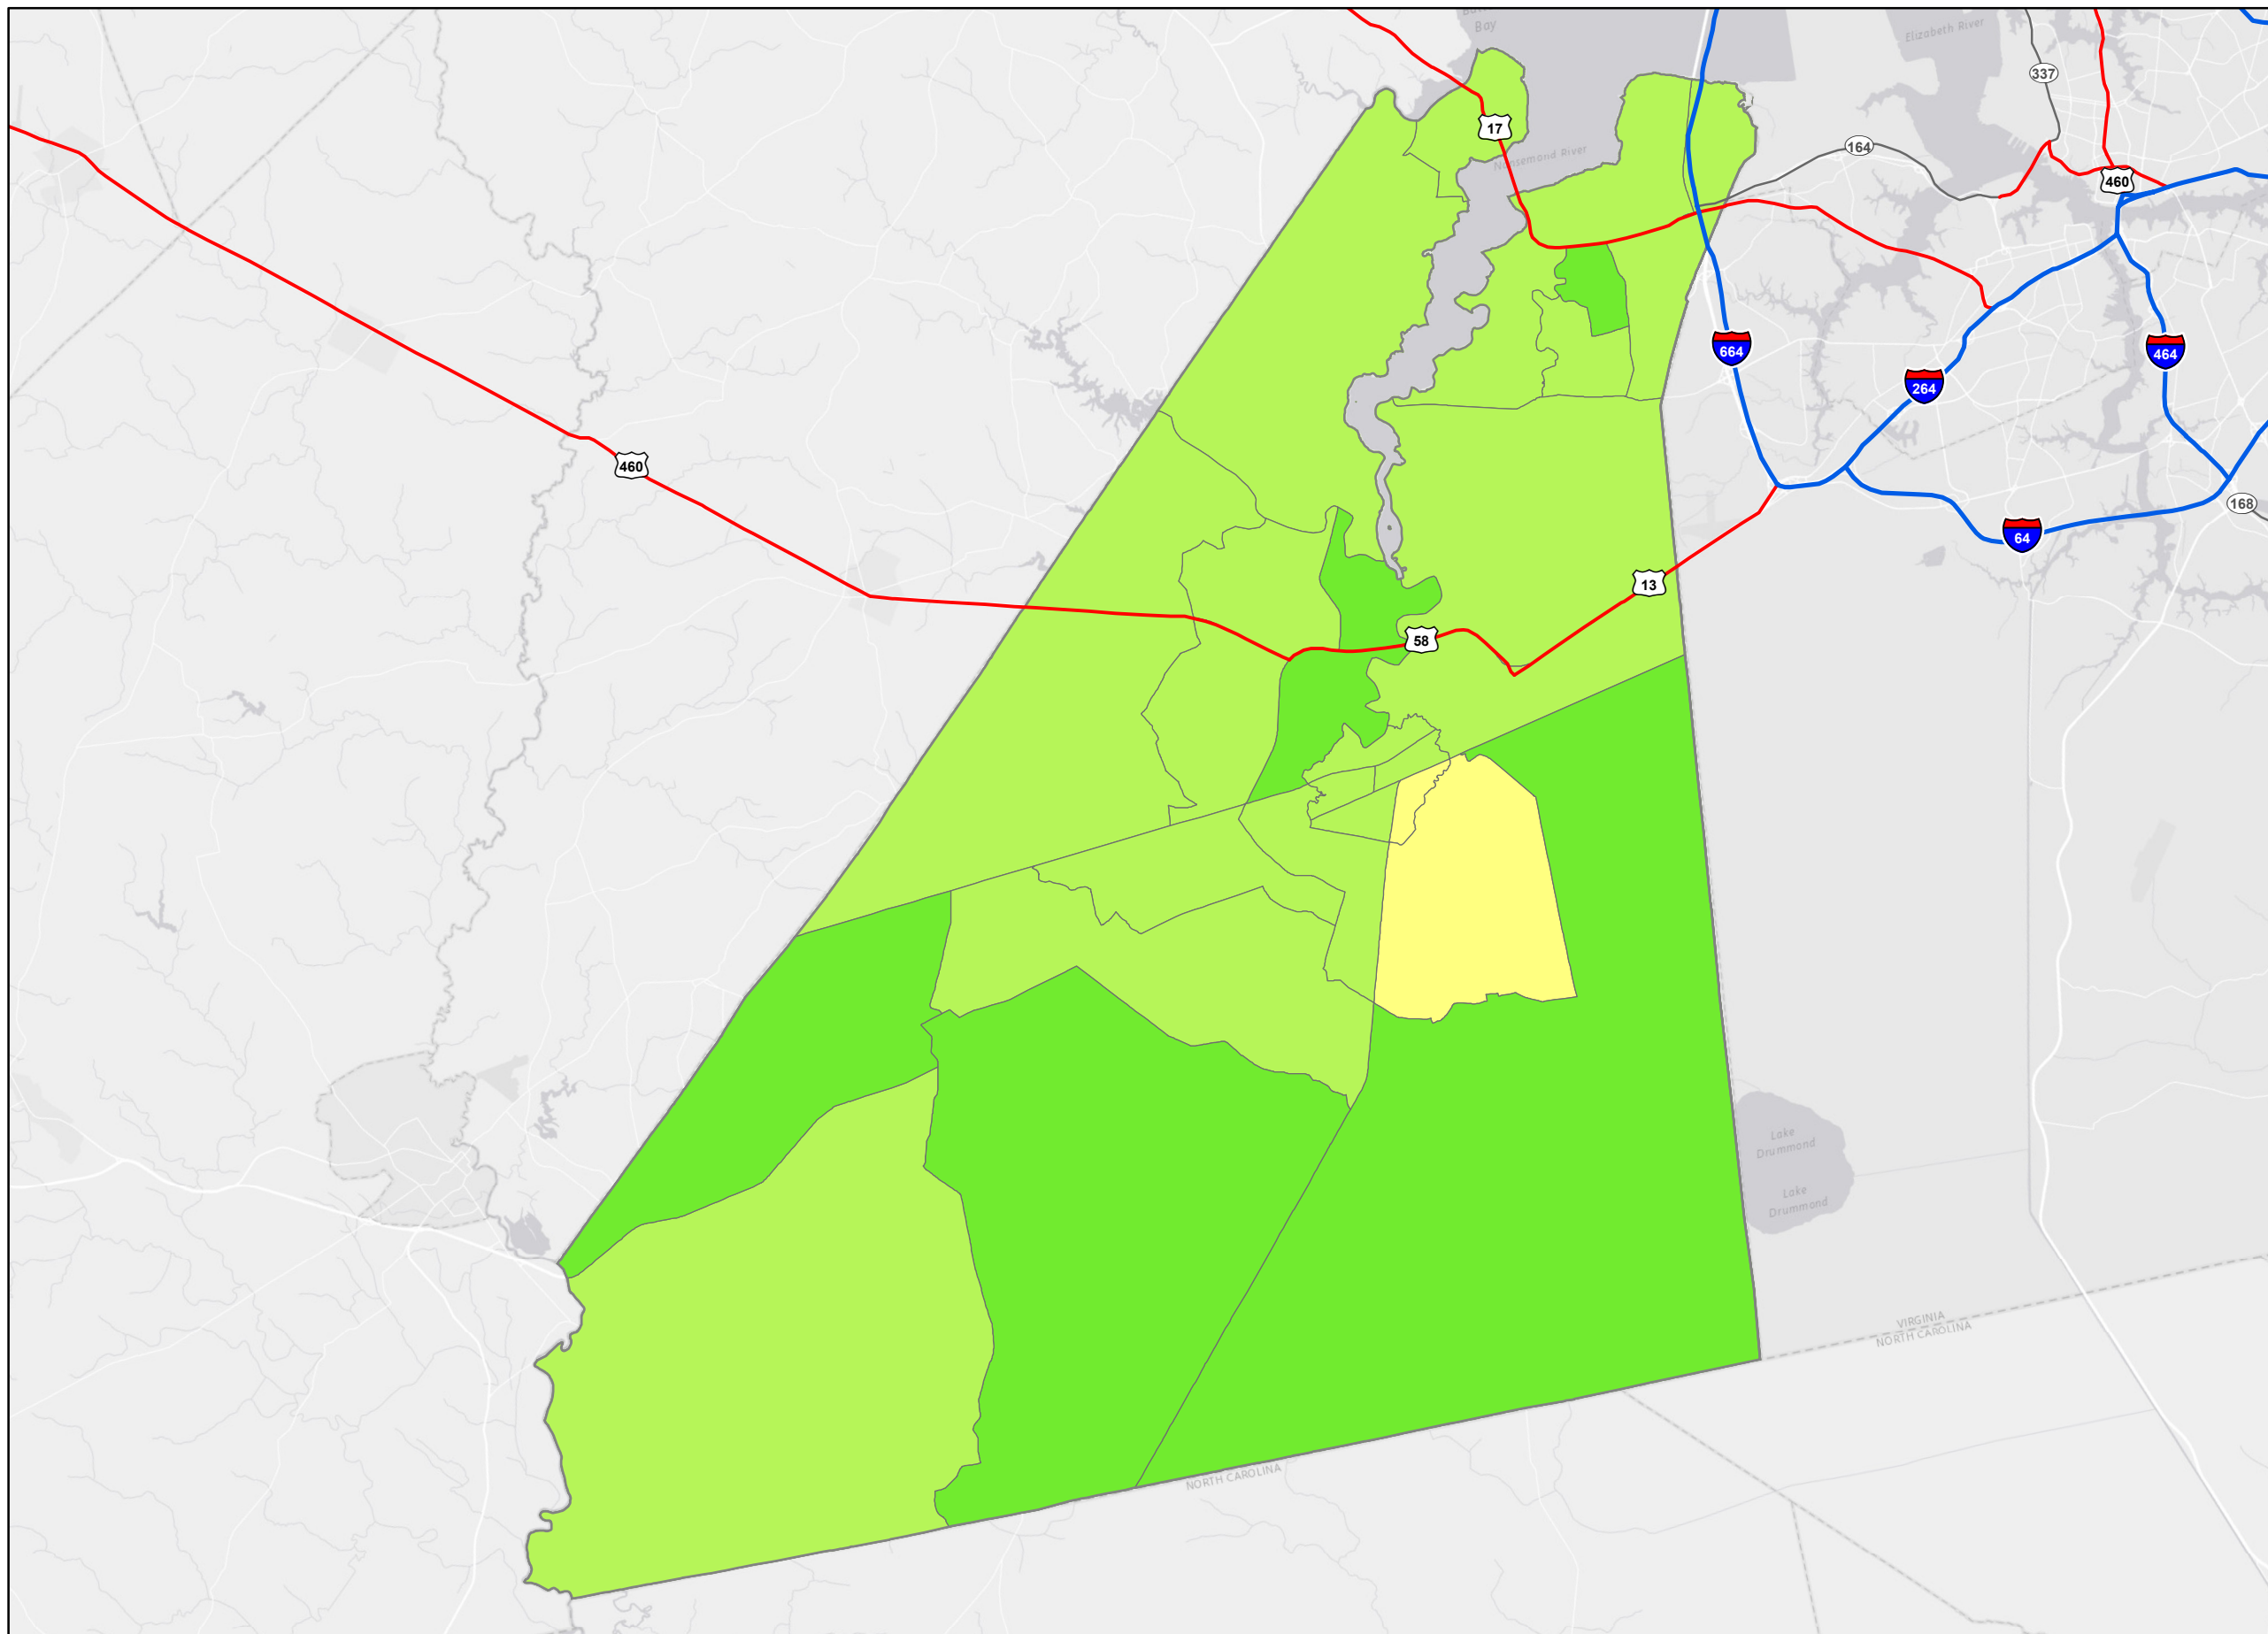 Bay
Elizabeth River
337
17
164
Nansemond River
460
664
464
264
460
168
64
13
58
Lake
Drummond
Lake
Drummond
VIRGINIA
NORTH CAROLINA
NORTH CAROLINA